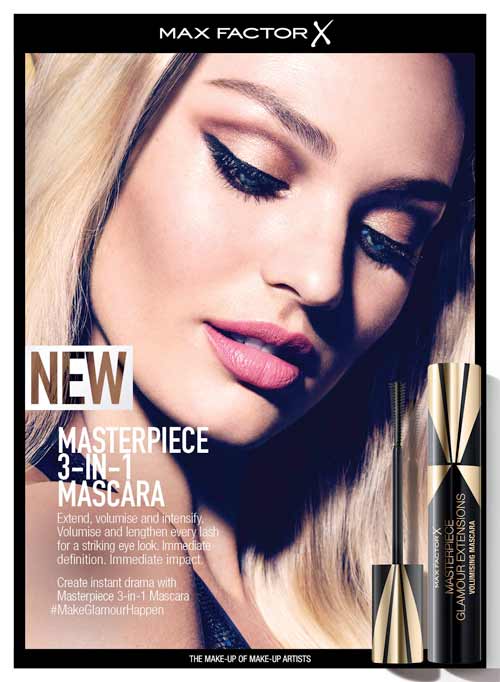 MAX FACTOR X
NEW
MASTERPIECE
3-IN-1
MASCARA
Extend, volumise and intensify.
Volumise and lengthen every lash
for a striking eye look. Immediate
definition. Immediate impact.
Create instant drama with
Masterpiece 3-in-1 Mascara
#MakeGlamourHappen
MAX FACTOR X
MASTERPIECE
GLAMOUR EXTENSIONS
VOLUMISING MASCARA
THE MAKE-UP OF MAKE-UP ARTISTS